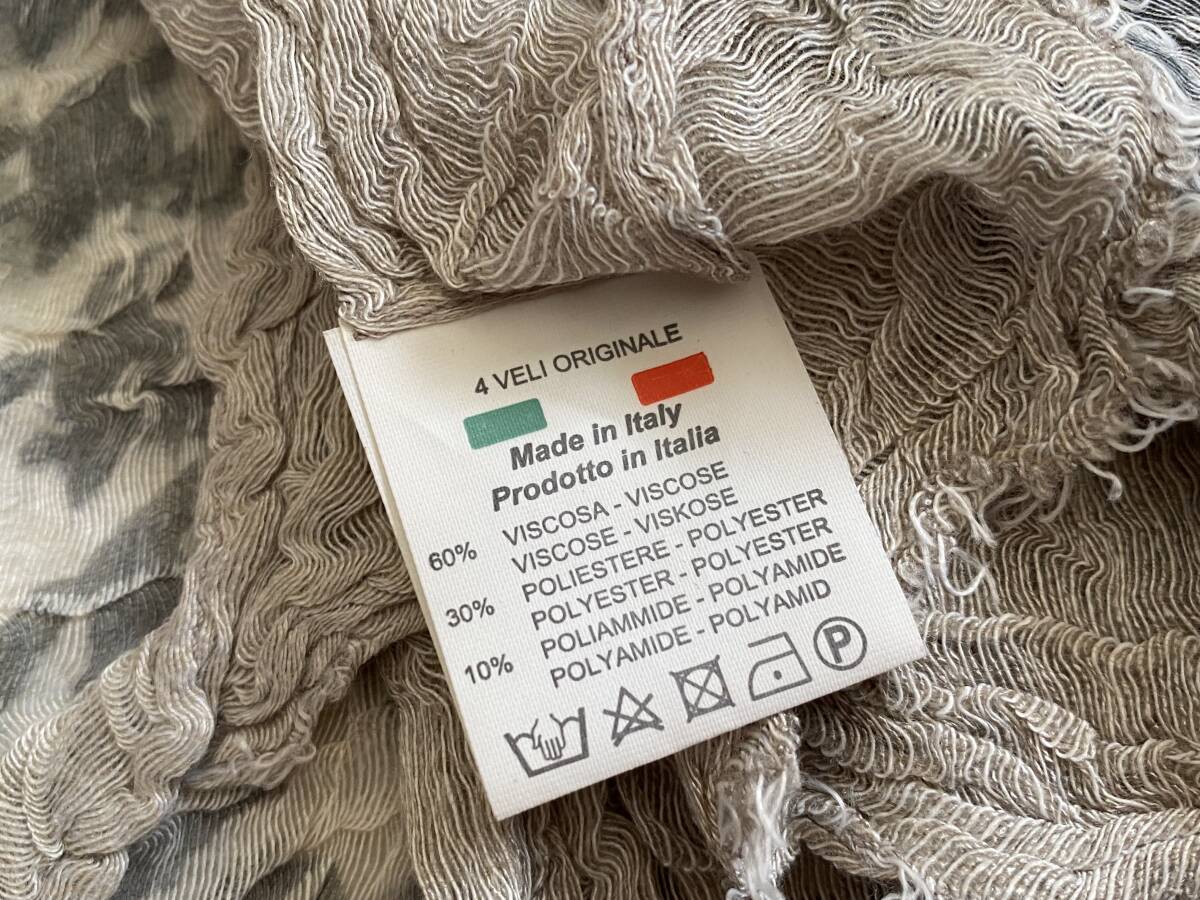 4 VELI ORIGINALE
Made in Italy
Prodotto in Italia
60% VISCOSA - VISCOSE
VISCOSE - VISKOSE
30% POLIESTERE - POLYESTER
POLYESTER - POLYESTER
10% POLIAMMIDE - POLYAMIDE
POLYAMIDE - POLYAMID
P